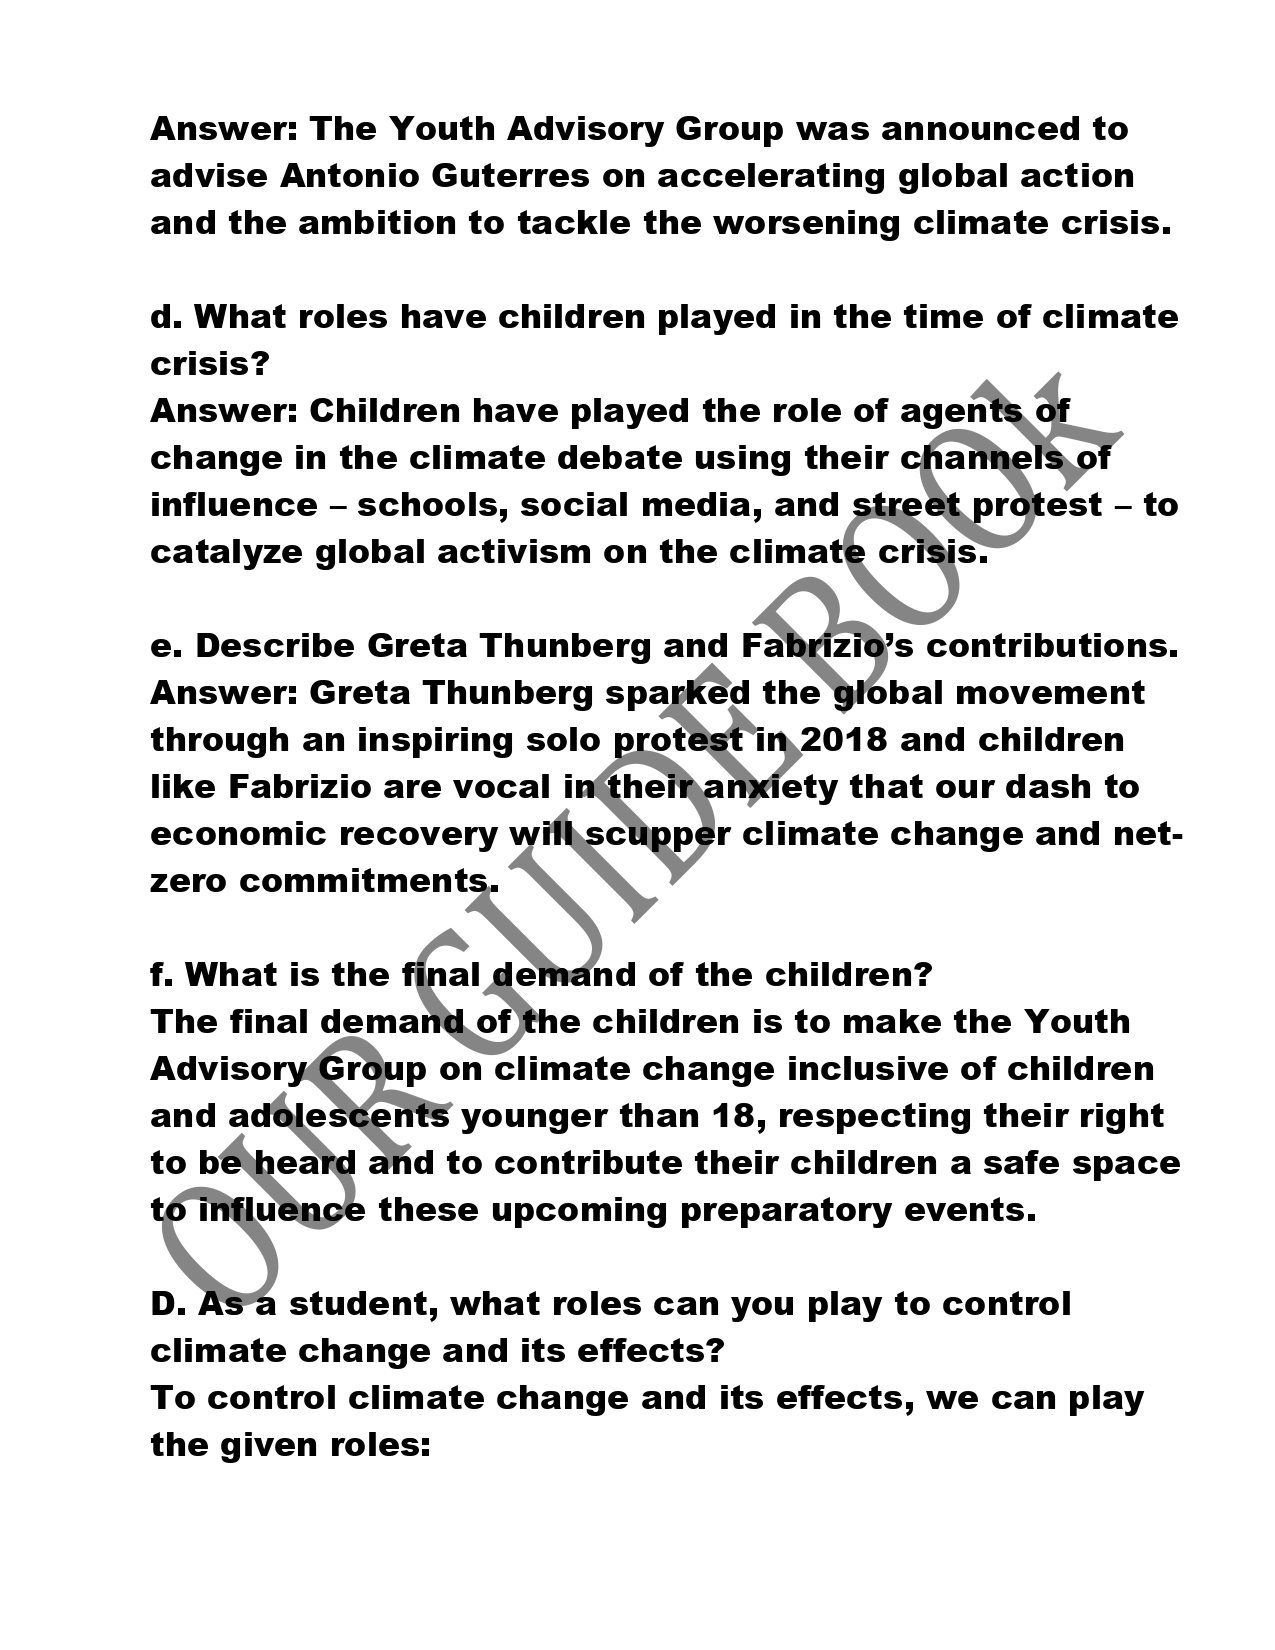 Answer: The Youth Advisory Group was announced to
advise Antonio Guterres on accelerating global action
and the ambition to tackle the worsening climate crisis.
d. What roles have children played in the time of climate
crisis?
Answer: Children have played the role of agents of
change in the climate debate using their channels of
influence – schools, social media, and street protest – to
catalyze global activism on the climate crisis.
e. Describe Greta Thunberg and Fabrizio’s contributions.
Answer: Greta Thunberg sparked the global movement
through an inspiring solo protest in 2018 and children
like Fabrizio are vocal in their anxiety that our dash to
economic recovery will scupper climate change and net-
zero commitments.
f. What is the final demand of the children?
The final demand of the children is to make the Youth
Advisory Group on climate change inclusive of children
and adolescents younger than 18, respecting their right
to be heard and to contribute their children a safe space
to influence these upcoming preparatory events.
D. As a student, what roles can you play to control
climate change and its effects?
To control climate change and its effects, we can play
the given roles:
OUR GUIDE BOOk